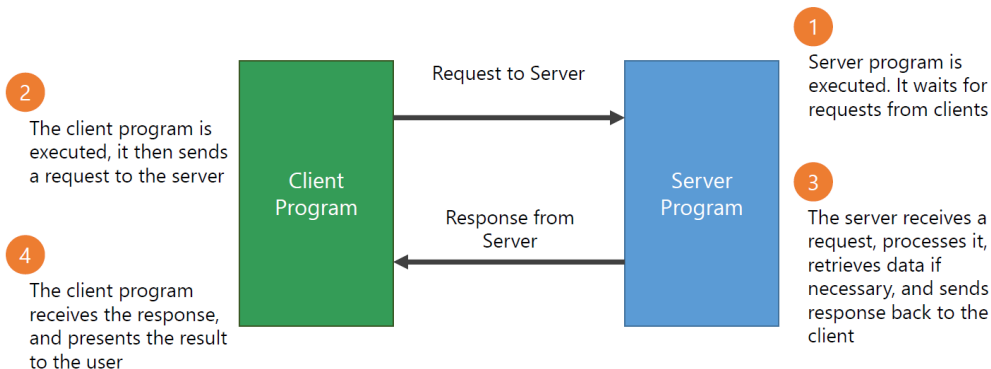 1
Server program is
executed. It waits for
requests from clients
2
The client program is
executed, it then sends
a request to the server
Request to Server
Client
Program
Server
Program
Response from
Server
3
The server receives a
request, processes it,
retrieves data if
necessary, and sends
response back to the
client
4
The client program
receives the response,
and presents the result
to the user